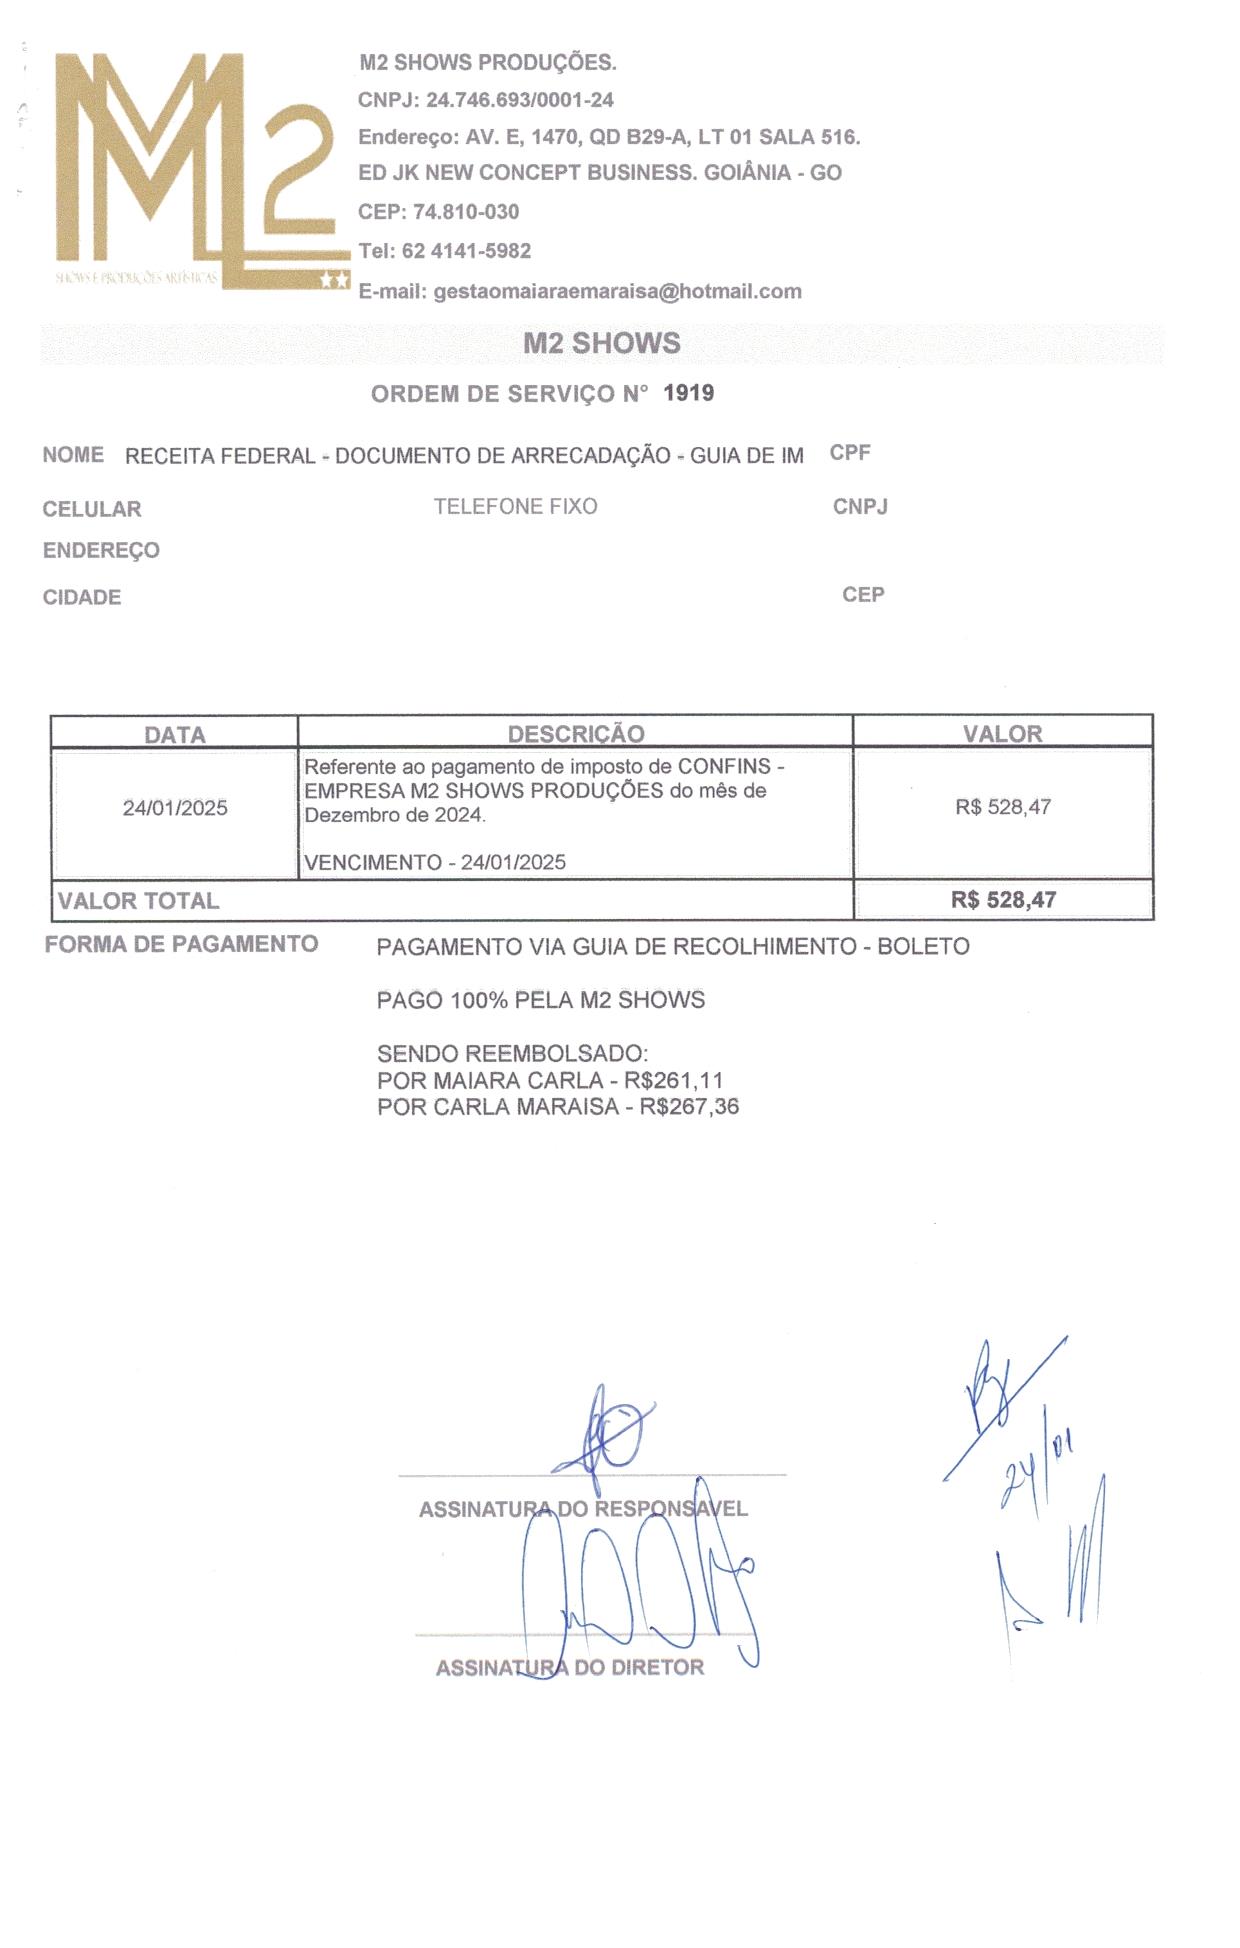 M2 SHOWS PRODUÇÕES.
CNPJ: 24.746.693/0001-24
Endereço: AV. E, 1470, QD B29-A, LT 01 SALA 516.
ED JK NEW CONCEPT BUSINESS. GOIÂNIA - GO
CEP: 74.810-030
Tel: 62 4141-5982
E-mail: gestaomaiaraemaraisa@hotmail.com
M2
SHOWS E PRODUÇÕES ARTÍSTICAS
M2 SHOWS
ORDEM DE SERVIÇO N° 1919
NOME RECEITA FEDERAL - DOCUMENTO DE ARRECADAÇÃO - GUIA DE IM CPF
CELULAR TELEFONE FIXO CNPJ
ENDEREÇO
CIDADE CEP
DATA DESCRIÇÃO VALOR
24/01/2025 Referente ao pagamento de imposto de CONFINS - R$ 528,47
EMPRESA M2 SHOWS PRODUÇÕES do mês de
Dezembro de 2024.
VENCIMENTO - 24/01/2025
VALOR TOTAL R$ 528,47
FORMA DE PAGAMENTO PAGAMENTO VIA GUIA DE RECOLHIMENTO - BOLETO
PAGO 100% PELA M2 SHOWS
SENDO REEMBOLSADO:
POR MAIARA CARLA - R$261,11
POR CARLA MARAISA - R$267,36
24/01
ASSINATURA DO RESPONSAVEL
ASSINATURA DO DIRETOR